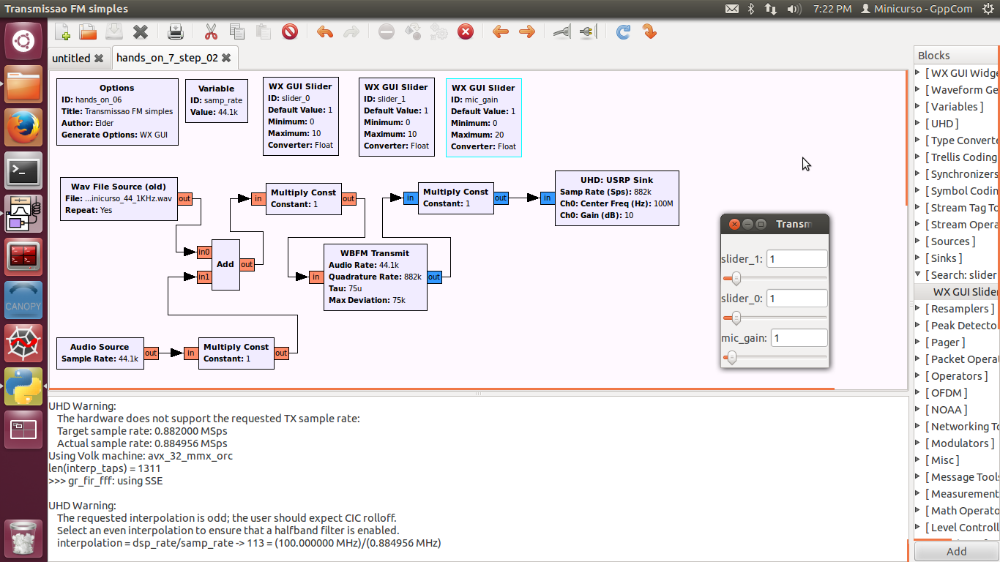 Transmissao FM simples
7:22 PM Minicurso - GppCom
untitled hands_on_7_step_02
Options
ID: hands_on_06
Title: Transmissao FM simples
Author: Elder
Generate Options: WX GUI
Variable
ID: samp_rate
Value: 44.1k
WX GUI Slider
ID: slider_0
Default Value: 1
Minimum: 0
Maximum: 10
Converter: Float
WX GUI Slider
ID: slider_1
Default Value: 1
Minimum: 0
Maximum: 10
Converter: Float
WX GUI Slider
ID: mic_gain
Default Value: 1
Minimum: 0
Maximum: 20
Converter: Float
Wav File Source (old)
File: ...inicurso_44_1KHz.wav
Repeat: Yes
out
in
Multiply Const
Constant: 1
out
in
Multiply Const
Constant: 1
out
in
UHD: USRP Sink
Samp Rate (Sps): 882k
Ch0: Center Freq (Hz): 100M
Ch0: Gain (dB): 10
in0
in1
Add
out
in
WBFM Transmit
Audio Rate: 44.1k
Quadrature Rate: 882k
Tau: 75u
Max Deviation: 75k
out
Audio Source
Sample Rate: 44.1k
out
in
Multiply Const
Constant: 1
out
Transm
slider_1: 1
slider_0: 1
mic_gain: 1
CANOPY
UHD Warning:
The hardware does not support the requested TX sample rate:
Target sample rate: 0.882000 MSps
Actual sample rate: 0.884956 MSps
Using Volk machine: avx_32_mmx_orc
len(interp_taps) = 1311
>>> gr_fir_fff: using SSE
UHD Warning:
The requested interpolation is odd; the user should expect CIC rolloff.
Select an even interpolation to ensure that a halfband filter is enabled.
interpolation = dsp_rate/samp_rate -> 113 = (100.000000 MHz)/(0.884956 MHz)
Blocks
[ WX GUI Widge
[ Waveform Ge
[ Variables ]
[ UHD ]
[ Type Converte
[ Trellis Coding
[ Synchronizers
[ Symbol Codin
[ Stream Tag To
[ Stream Opera
[ Sources ]
[ Sinks ]
[ Search: slider
WX GUI Slider
[ Resamplers ]
[ Peak Detecto
[ Pager ]
[ Packet Operat
[ Operators ]
[ OFDM ]
[ NOAA ]
[ Networking To
[ Modulators ]
[ Misc ]
[ Message Tools
[ Measurement
[ Math Operato
[ Level Controll
Add